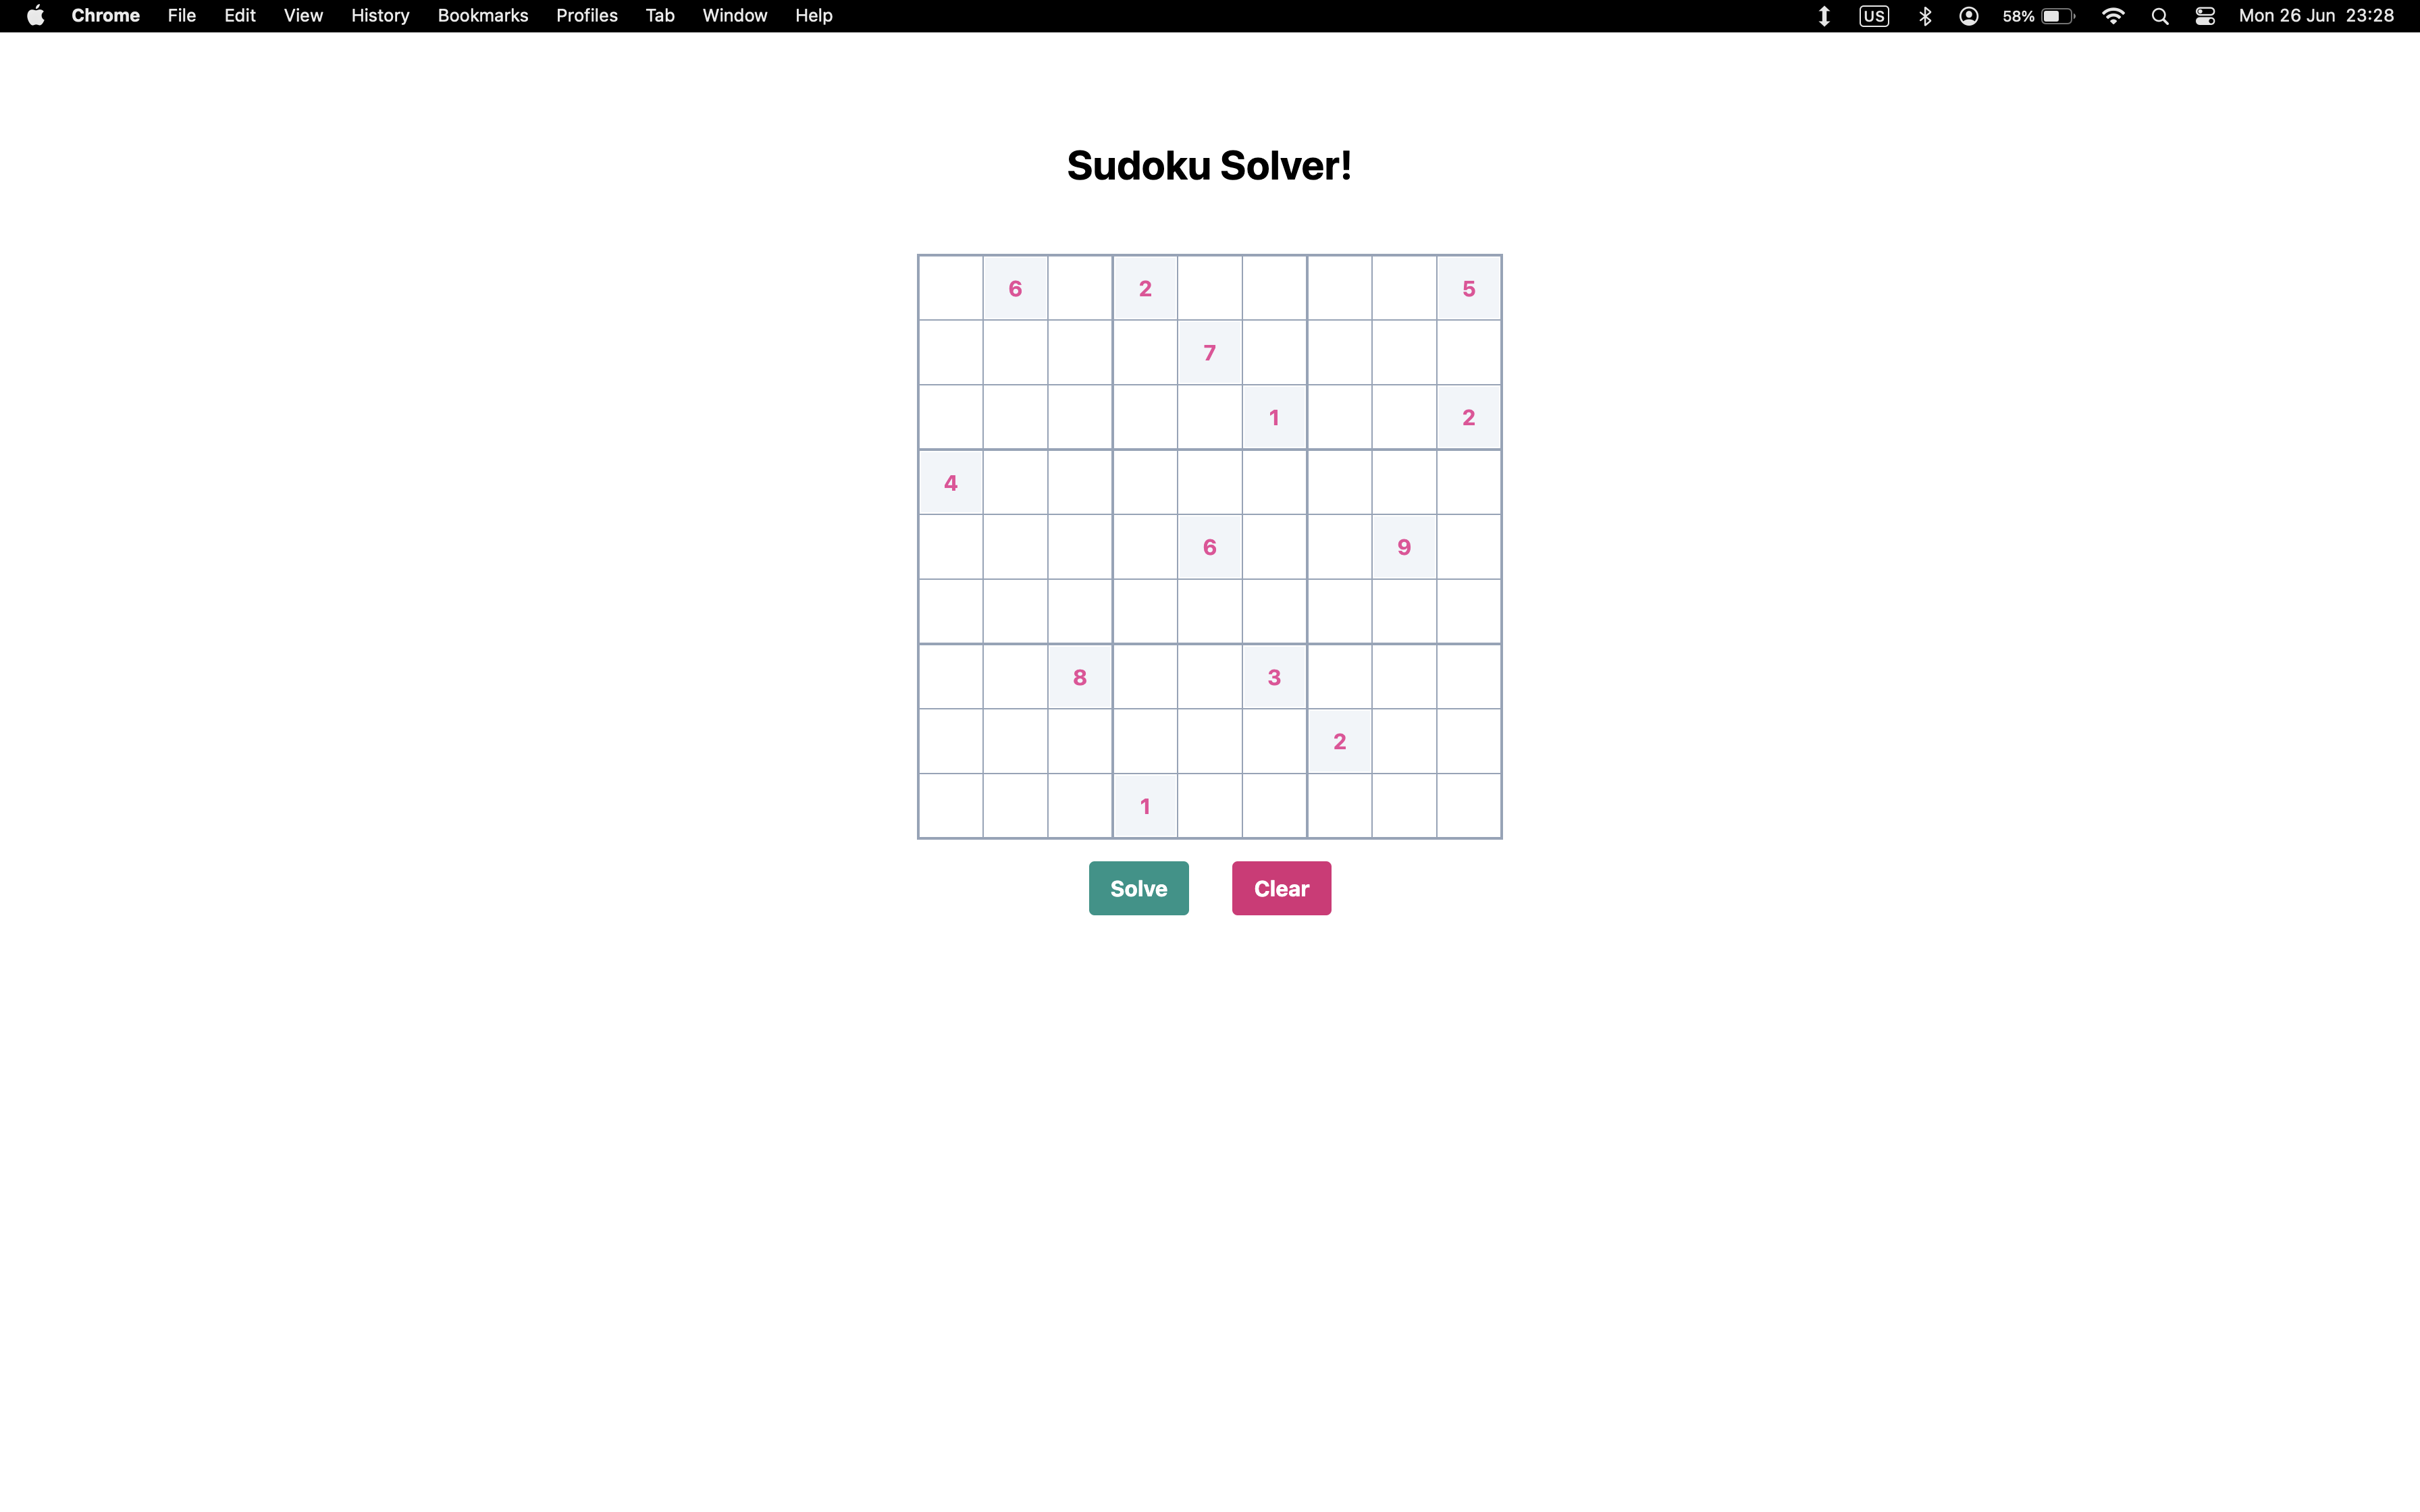 Chrome File Edit View History Bookmarks Profiles Tab Window Help US 58% Mon 26 Jun 23:28
Sudoku Solver!
6 2 5
7
1 2
4
6 9
8 3
2
1
Solve Clear